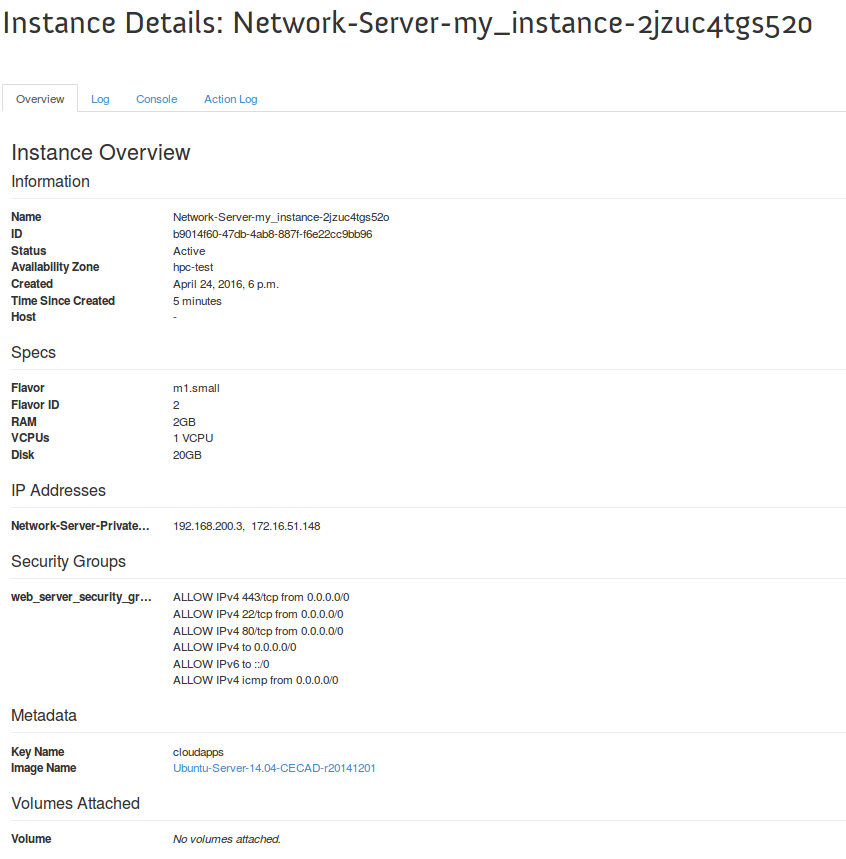 Instance Details: Network-Server-my_instance-2jzuc4tgs52o
Overview Log Console Action Log
Instance Overview
Information
Name Network-Server-my_instance-2jzuc4tgs52o
ID b9014f60-47db-4ab8-887f-f6e22cc9bb96
Status Active
Availability Zone hpc-test
Created April 24, 2016, 6 p.m.
Time Since Created 5 minutes
Host -
Specs
Flavor m1.small
Flavor ID 2
RAM 2GB
VCPUs 1 VCPU
Disk 20GB
IP Addresses
Network-Server-Private... 192.168.200.3, 172.16.51.148
Security Groups
web_server_security_gr... ALLOW IPv4 443/tcp from 0.0.0.0/0
ALLOW IPv4 22/tcp from 0.0.0.0/0
ALLOW IPv4 80/tcp from 0.0.0.0/0
ALLOW IPv4 to 0.0.0.0/0
ALLOW IPv6 to ::/0
ALLOW IPv4 icmp from 0.0.0.0/0
Metadata
Key Name cloudapps
Image Name Ubuntu-Server-14.04-CECAD-r20141201
Volumes Attached
Volume No volumes attached.